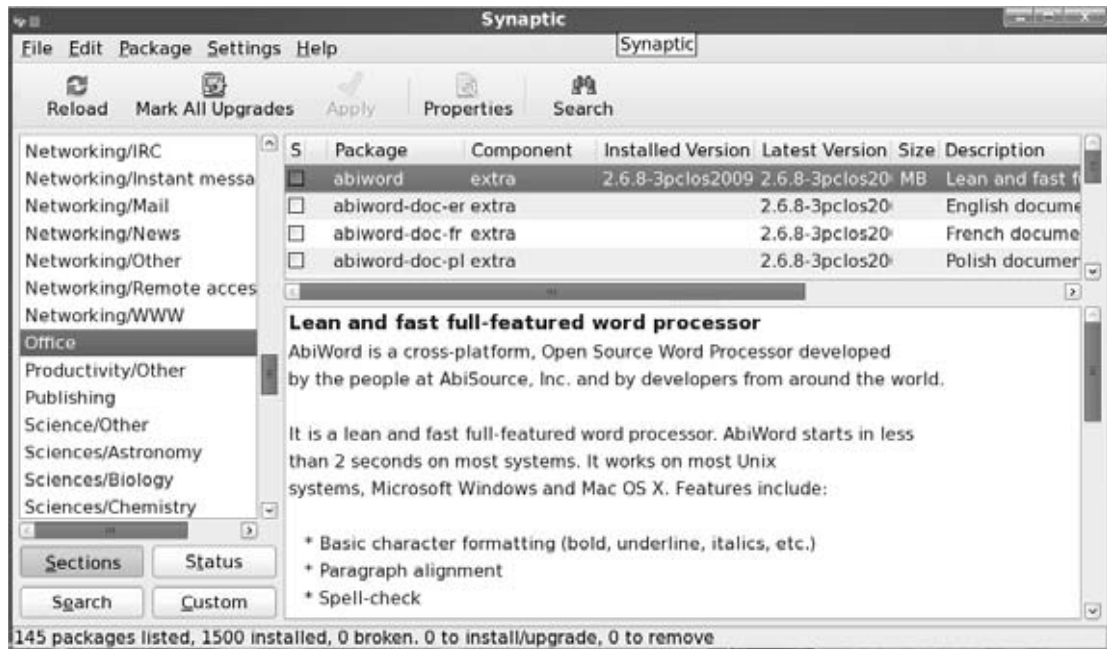 Synaptic
File Edit Package Settings Help
Synaptic
Reload Mark All Upgrades Apply Properties Search
Networking/IRC
Networking/Instant messa
Networking/Mail
Networking/News
Networking/Other
Networking/Remote acces
Networking/WWW
Office
Productivity/Other
Publishing
Science/Other
Sciences/Astronomy
Sciences/Biology
Sciences/Chemistry
Sections Status
Search Custom
S Package Component Installed Version Latest Version Size Description
abiword extra 2.6.8-3pclos2009 2.6.8-3pclos20 MB Lean and fast f
abiword-doc-er extra 2.6.8-3pclos20 English docume
abiword-doc-fr extra 2.6.8-3pclos20 French docume
abiword-doc-pl extra 2.6.8-3pclos20 Polish documer
Lean and fast full-featured word processor
AbiWord is a cross-platform, Open Source Word Processor developed
by the people at AbiSource, Inc. and by developers from around the world.
It is a lean and fast full-featured word processor. AbiWord starts in less
than 2 seconds on most systems. It works on most Unix
systems, Microsoft Windows and Mac OS X. Features include:
* Basic character formatting (bold, underline, italics, etc.)
* Paragraph alignment
* Spell-check
145 packages listed, 1500 installed, 0 broken. 0 to install/upgrade, 0 to remove